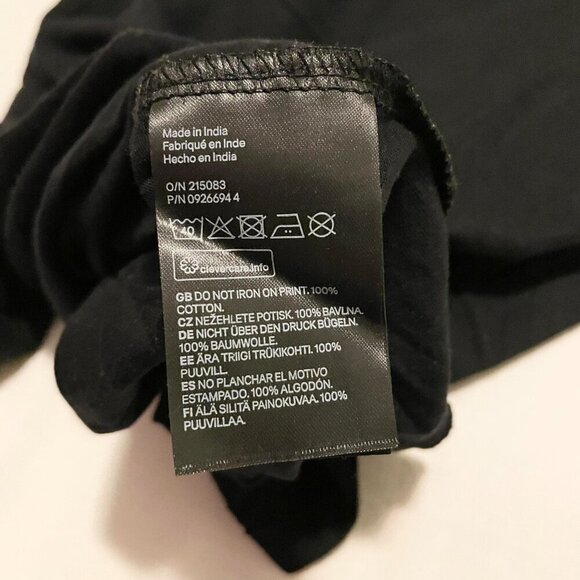 Made in India
Fabriqué en Inde
Hecho en India
O/N 215083
P/N 0926694 4
40
clevercare.info
GB DO NOT IRON ON PRINT. 100%
COTTON.
CZ NEŽEHLETE POTISK. 100% BAVLNA.
DE NICHT ÜBER DEN DRUCK BÜGELN.
100% BAUMWOLLE.
EE ÄRA TRIIGI TRÜKIKOHTI. 100%
PUUVILL.
ES NO PLANCHAR EL MOTIVO
ESTAMPADO. 100% ALGODÓN.
FI ÄLÄ SILITÄ PAINOKUVAA. 100%
PUUVILLAA.